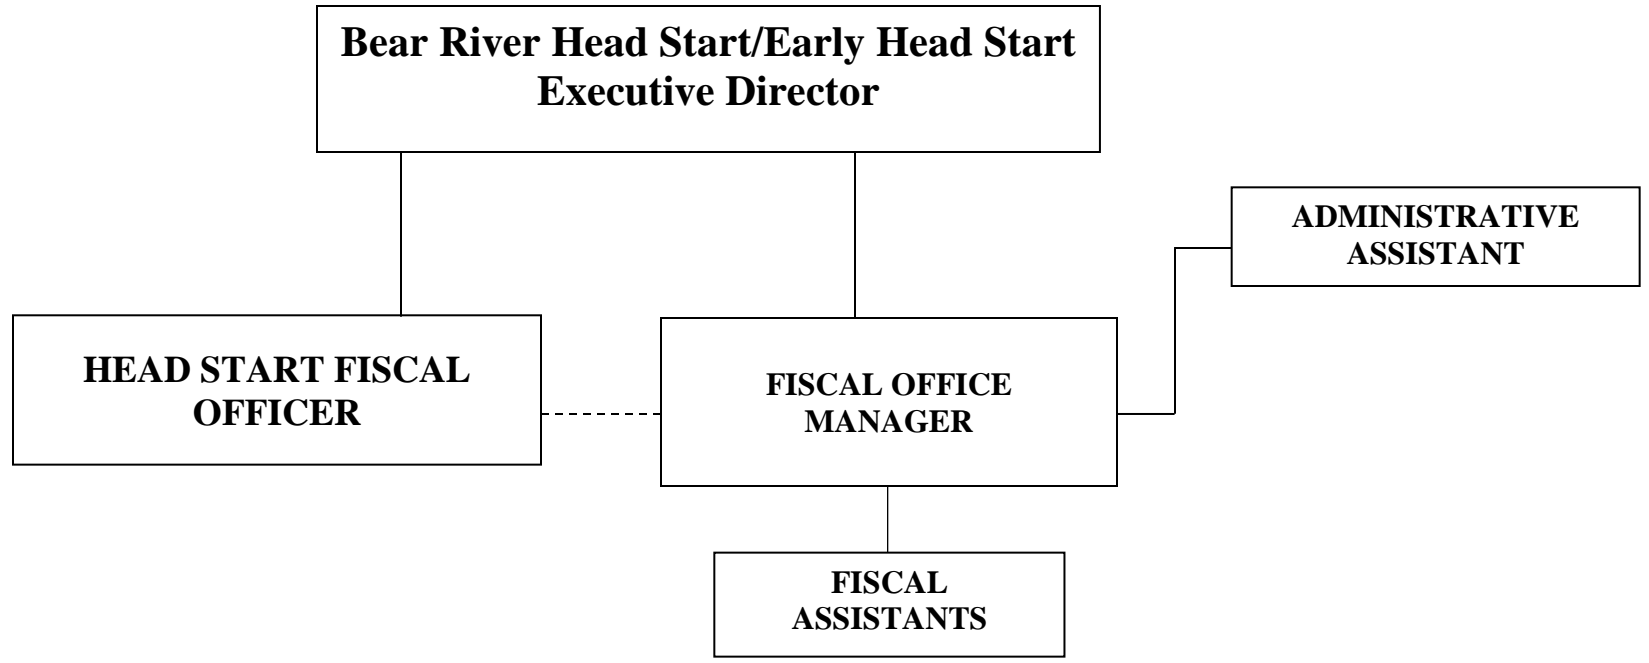 Bear River Head Start/Early Head Start
Executive Director
ADMINISTRATIVE
ASSISTANT
HEAD START FISCAL
OFFICER
FISCAL OFFICE
MANAGER
FISCAL
ASSISTANTS